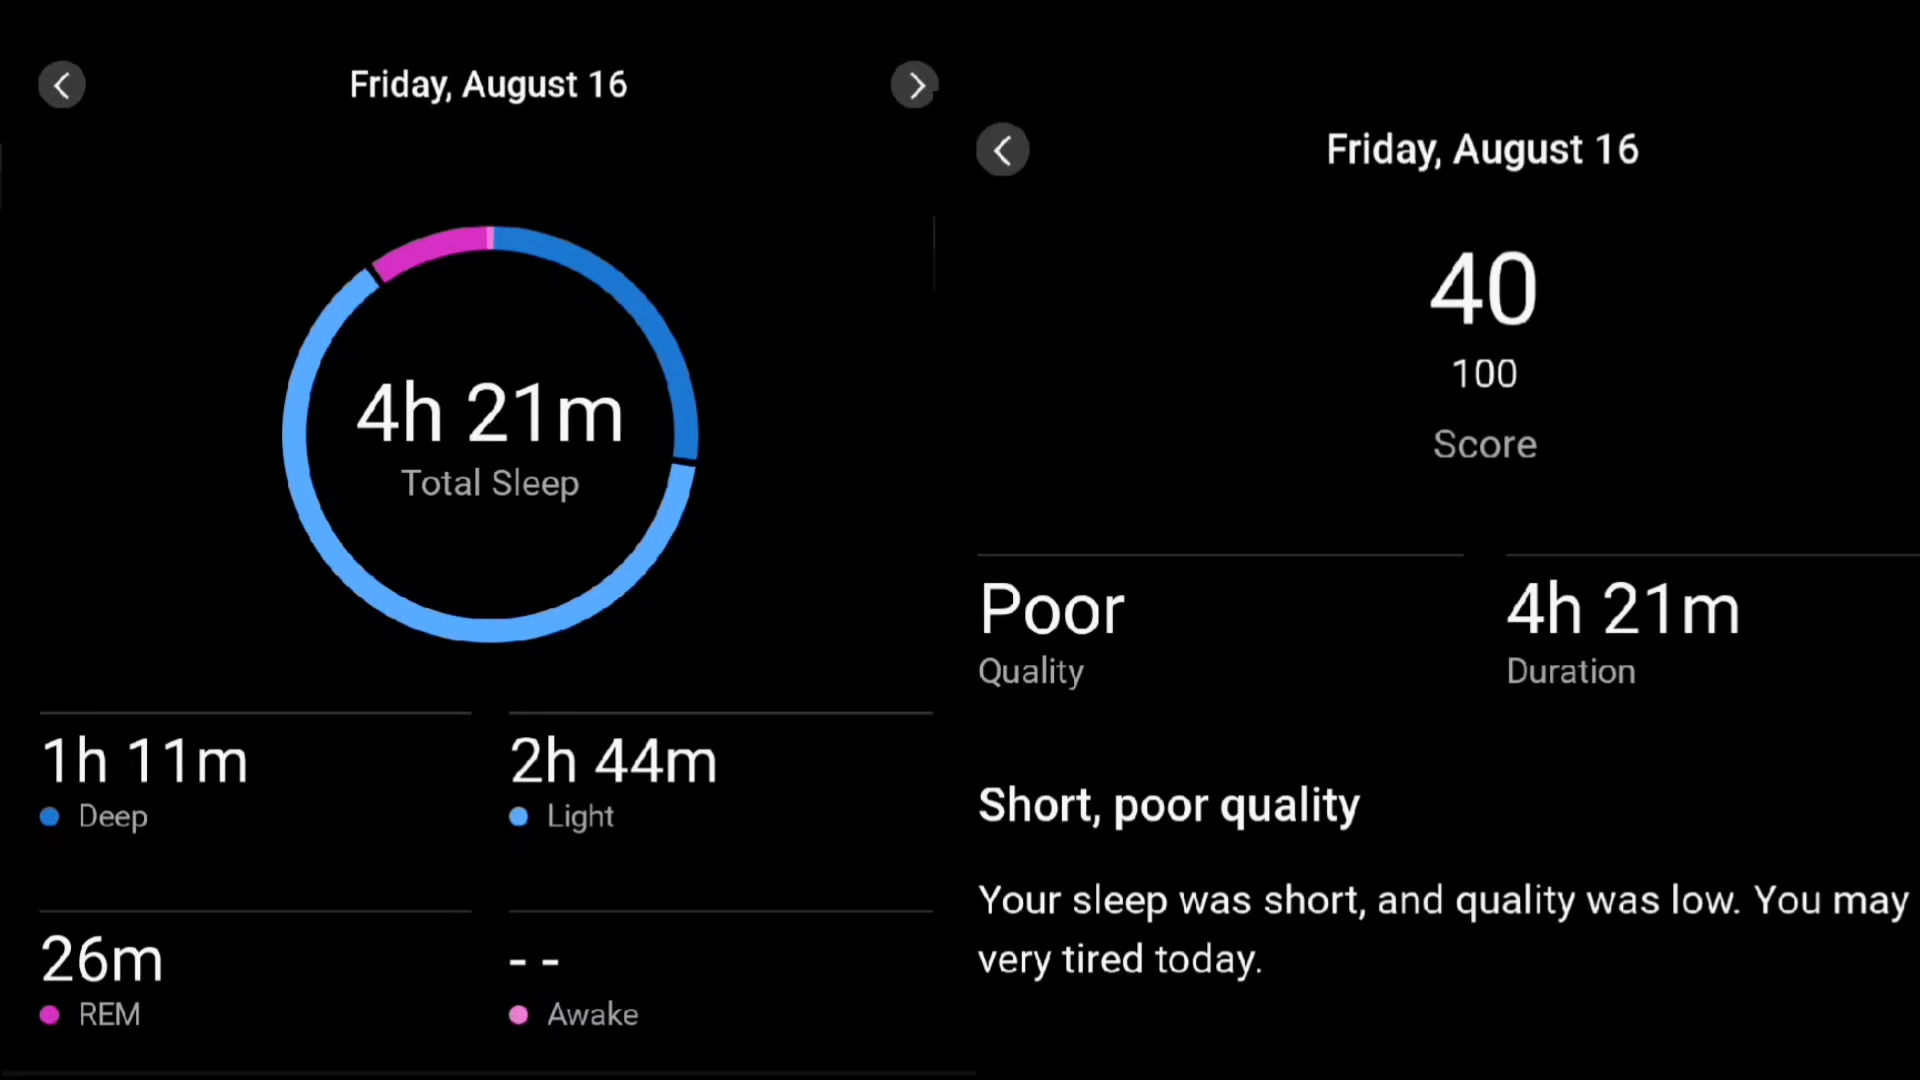 Friday, August 16
4h 21m
Total Sleep
1h 11m
Deep
2h 44m
Light
26m
REM
- -
Awake
Friday, August 16
40
100
Score
Poor
Quality
4h 21m
Duration
Short, poor quality
Your sleep was short, and quality was low. You may
very tired today.